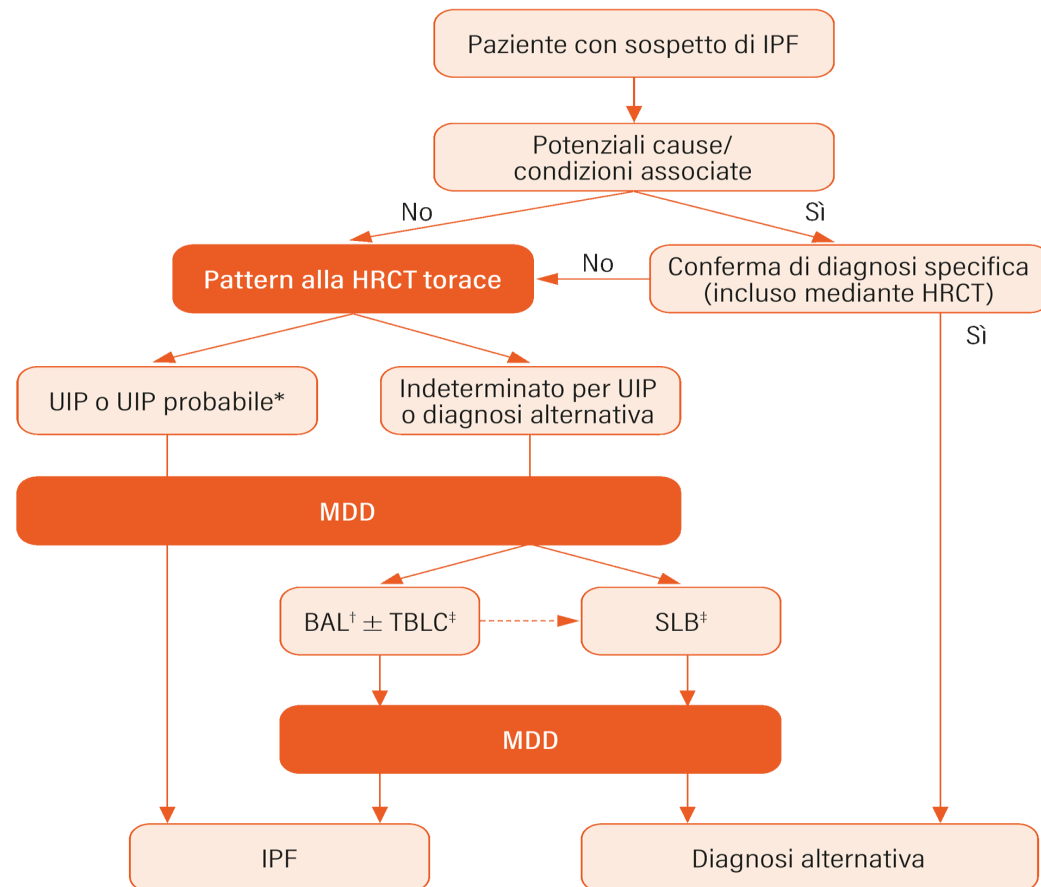 Paziente con sospetto di IPF
Potenziali cause/
condizioni associate
No
Sì
Pattern alla HRCT torace
No
Conferma di diagnosi specifica
(incluso mediante HRCT)
Sì
UIP o UIP probabile*
Indeterminato per UIP
o diagnosi alternativa
MDD
BAL† ± TBLC‡
SLB‡
MDD
IPF
Diagnosi alternativa